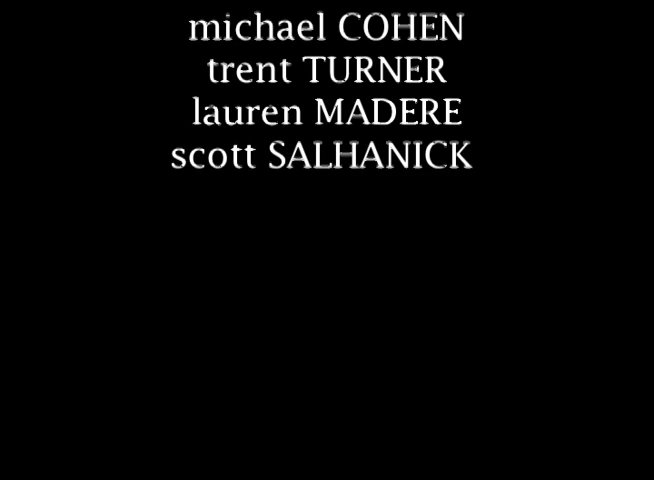 michael COHEN
trent TURNER
lauren MADERE
scott SALHANICK